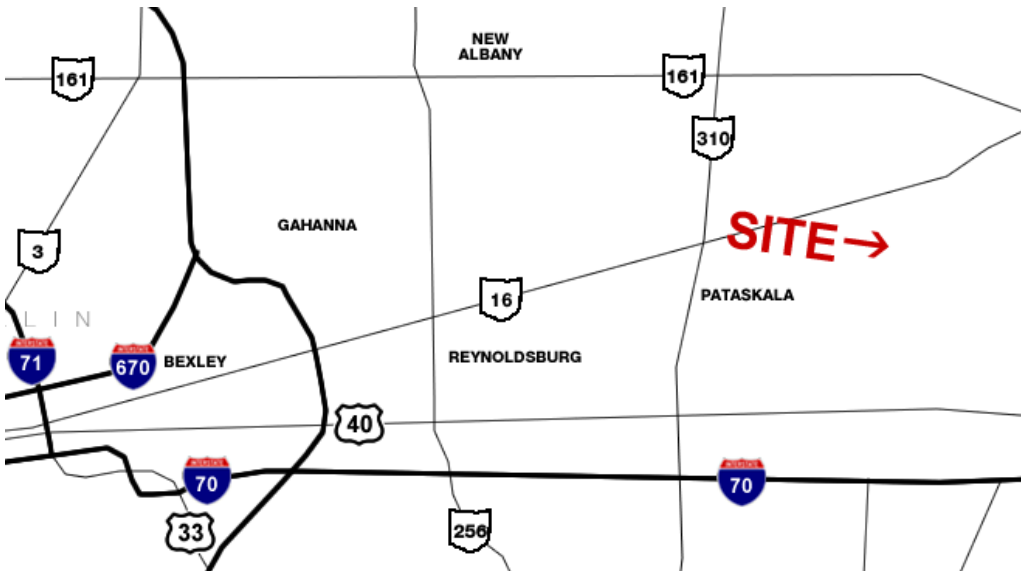 NEW
ALBANY
161
161
310
GAHANNA
3
SITE→
16
PATASKALA
LIN
71
670
BEXLEY
REYNOLDSBURG
40
70
70
33
256